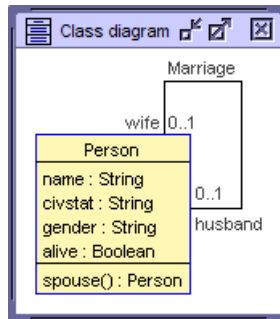 Class diagram
Marriage
wife 0..1
Person
name : String
civstat : String
gender : String
alive : Boolean
spouse() : Person
0..1
husband